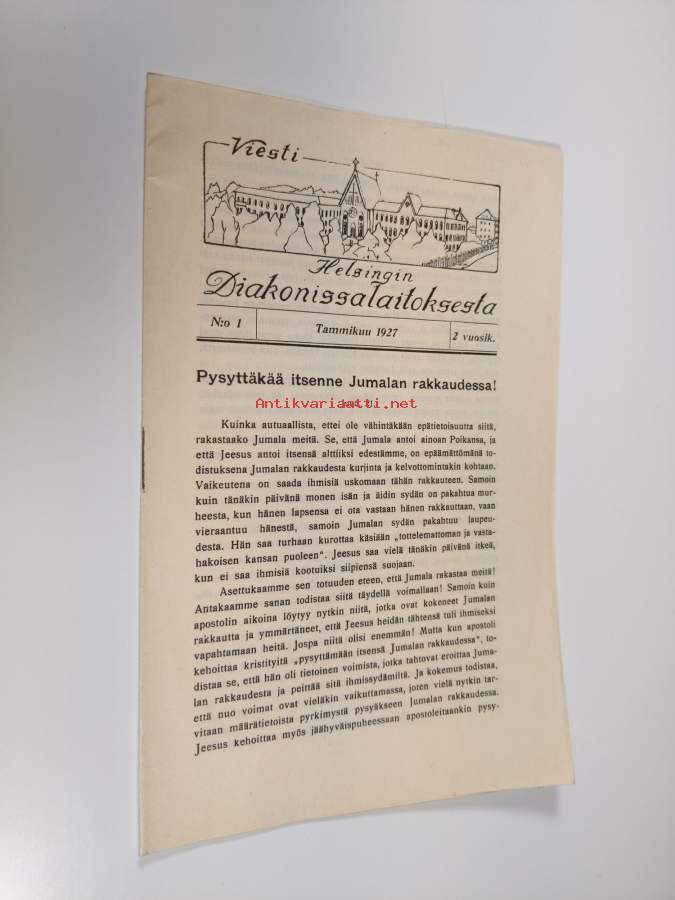 Viesti
Helsingin
Diakonissalaitoksesta
N:o 1
Tammikuu 1927
2 vuosik.
Pysyttäkää itsenne Jumalan rakkaudessa!
Antikvariaatti.net
Kuinka autuaallista, ettei ole vähintäkään epätietoisuutta siitä,
rakastaako Jumala meitä. Se, että Jumala antoi ainoan Poikansa, ja
että Jeesus antoi itsensä alttiiksi edestämme, on epäämättömänä to-
distuksena Jumalan rakkaudesta kurjinta ja kelvottomintakin kohtaan.
Vaikeutena on saada ihmisiä uskomaan tähän rakkauteen. Samoin
kuin tänäkin päivänä monen isän ja äidin sydän on pakahtua mur-
heesta, kun hänen lapsensa ei ota vastaan hänen rakkauttaan, vaan
vieraantuu hänestä, samoin Jumalan sydän pakahtuu laupeu-
desta. Hän saa turhaan kurottaa käsiään „tottelemattoman ja vasta-
hakoisen kansan puoleen“. Jeesus saa vielä tänäkin päivänä itkeä,
kun ei saa ihmisiä kootuiksi siipiensä suojaan.
Asettukaamme sen totuuden eteen, että Jumala rakastaa meitä!
Antakaamme sanan todistaa siitä täydellä voimallaan! Samoin kuin
apostolin aikoina löytyy nytkin niitä, jotka ovat kokeneet Jumalan
rakkautta ja ymmärtäneet, että Jeesus heidän tähtensä tuli ihmiseksi
vapahtamaan heitä. Jospa niitä olisi enemmän! Mutta kun apostoli
kehoittaa kristityitä „pysyttämään itsensä Jumalan rakkaudessa“, to-
distaa se, että hän oli tietoinen voimista, jotka tahtovat eroittaa Juma-
lan rakkaudesta ja peittää sitä ihmissydämiltä. Ja kokemus todistaa,
että nuo voimat ovat vieläkin vaikuttamassa, joten vielä nytkin tar-
vitaan määrätietoista pyrkimystä pysyäkseen Jumalan rakkaudessa.
Jeesus kehoittaa myös jäähyväispuheessaan apostoleitaankin pysy-